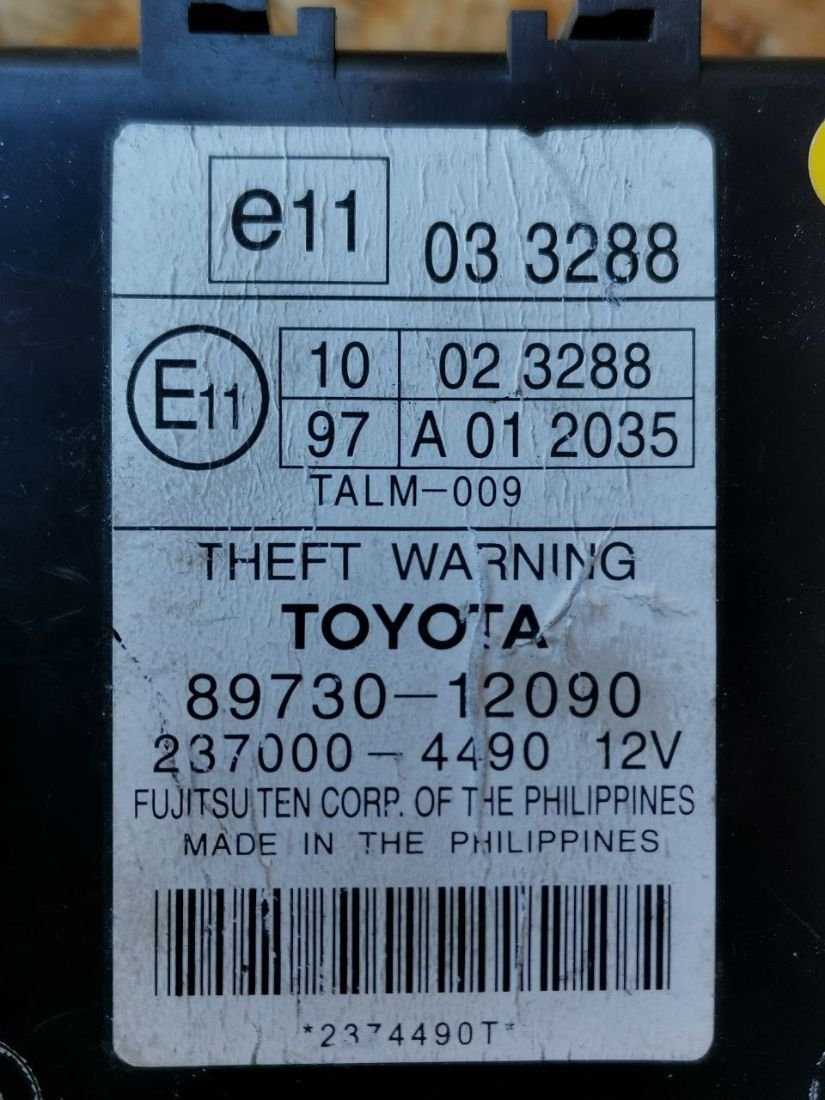 e11 03 3288
E11 10 02 3288
97 A 01 2035
TALM-009
THEFT WARNING
TOYOTA
89730-12090
237000-4490 12V
FUJITSU TEN CORP. OF THE PHILIPPINES
MADE IN THE PHILIPPINES
*2374490T*